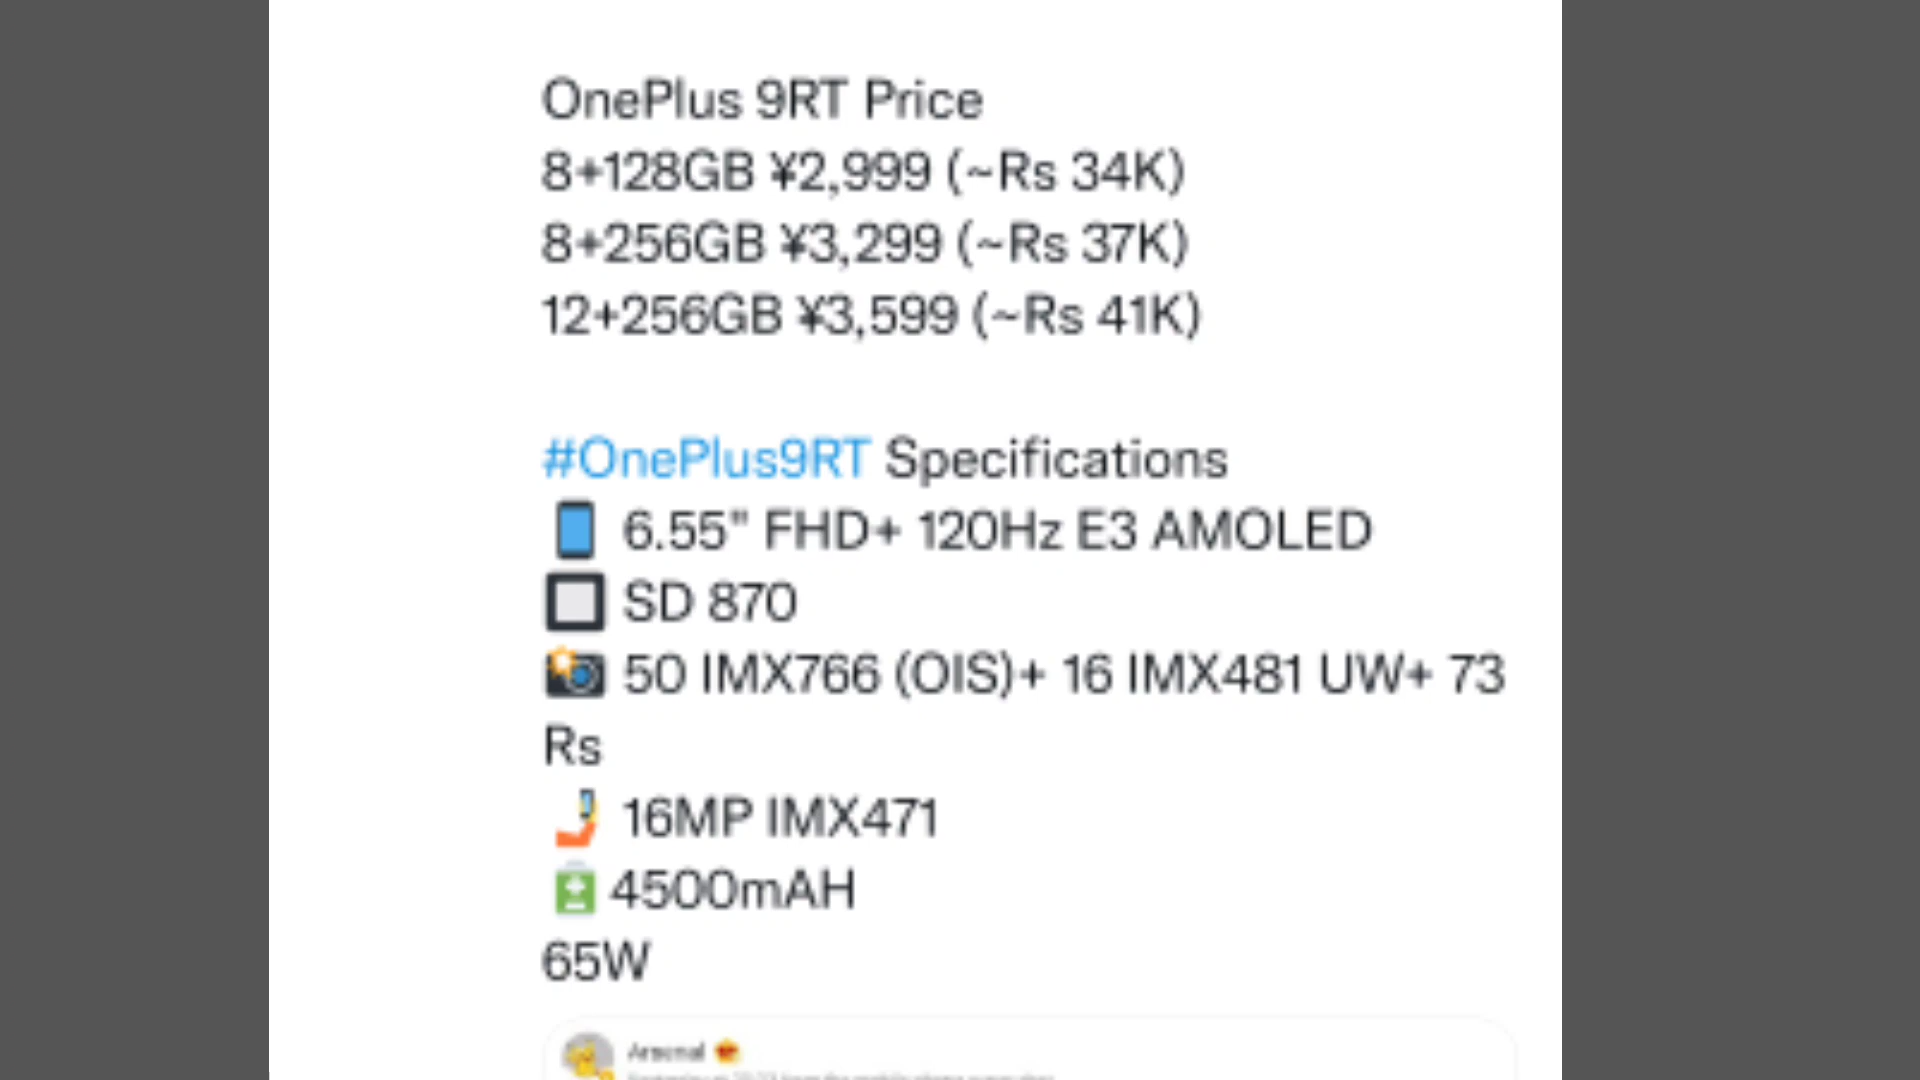 OnePlus 9RT Price
8+128GB ¥2,999 (~Rs 34K)
8+256GB ¥3,299 (~Rs 37K)
12+256GB ¥3,599 (~Rs 41K)
#OnePlus9RT Specifications
6.55" FHD+ 120Hz E3 AMOLED
SD 870
50 IMX766 (OIS)+ 16 IMX481 UW+ 73
Rs
16MP IMX471
4500mAH
65W
Arsenal